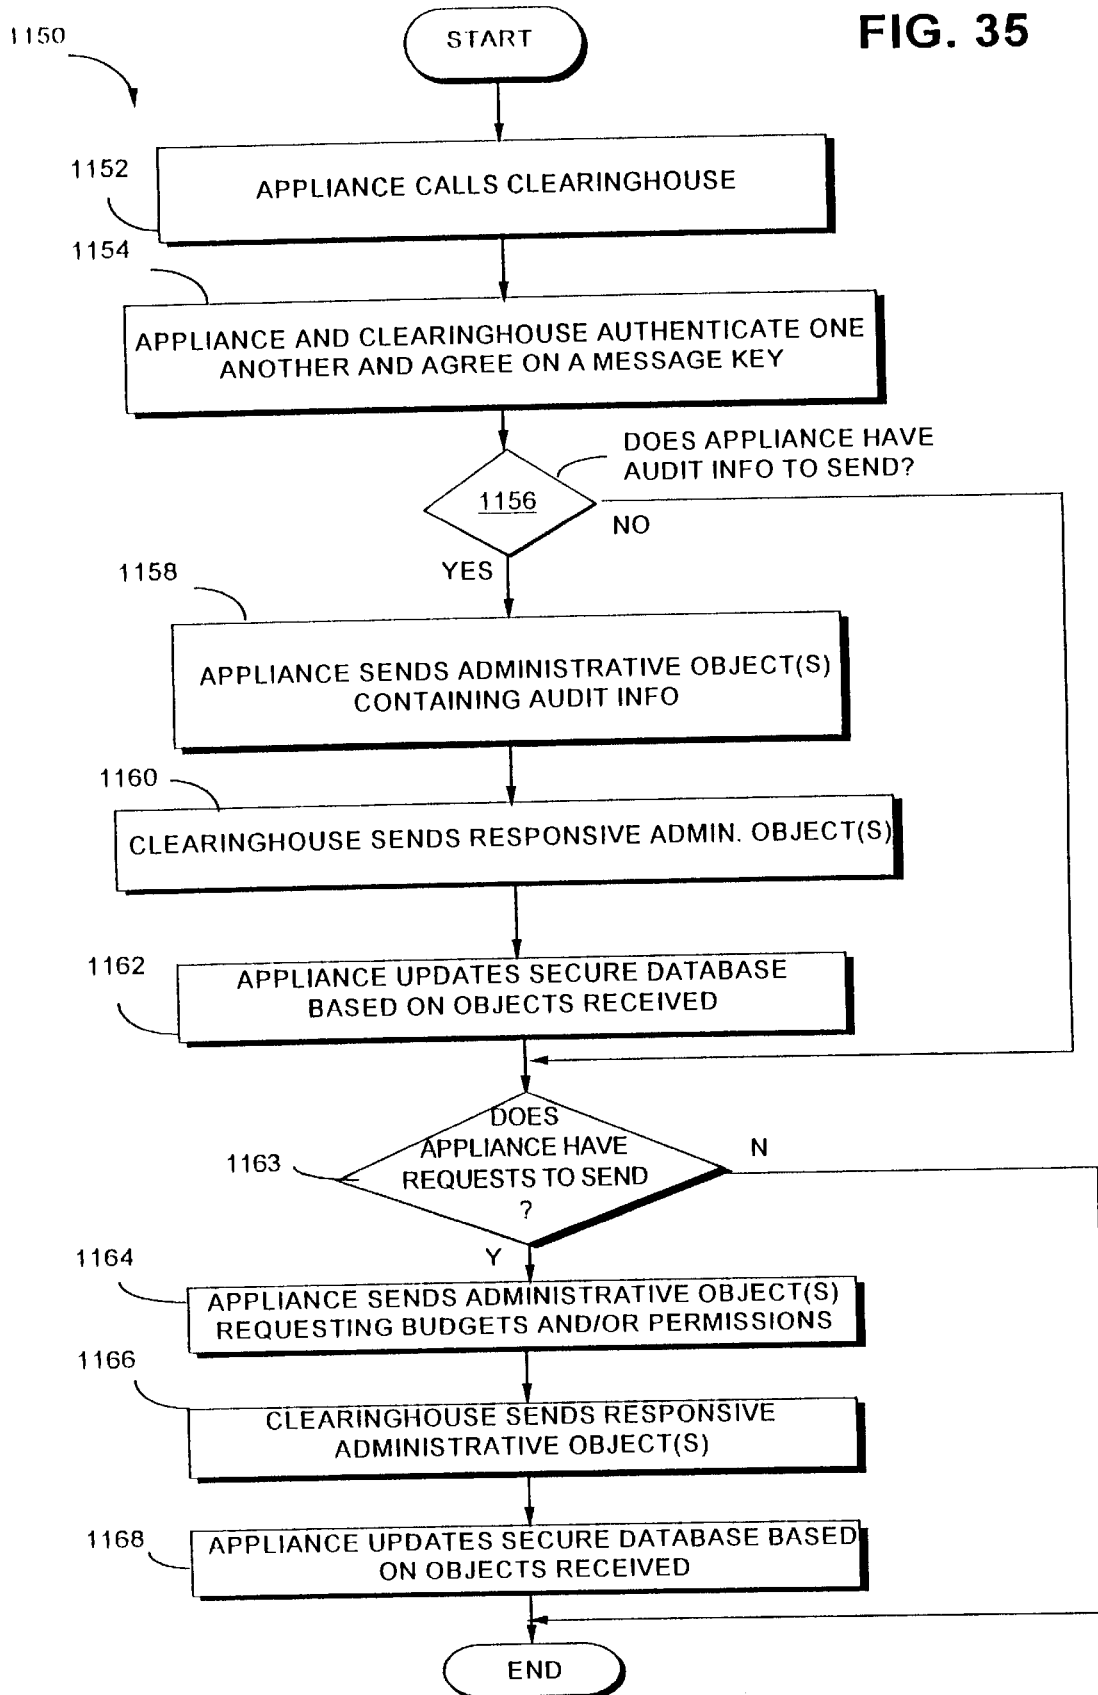 FIG. 35
1150
START
1152
APPLIANCE CALLS CLEARINGHOUSE
1154
APPLIANCE AND CLEARINGHOUSE AUTHENTICATE ONE
ANOTHER AND AGREE ON A MESSAGE KEY
DOES APPLIANCE HAVE
AUDIT INFO TO SEND?
1156
NO
YES
1158
APPLIANCE SENDS ADMINISTRATIVE OBJECT(S)
CONTAINING AUDIT INFO
1160
CLEARINGHOUSE SENDS RESPONSIVE ADMIN. OBJECT(S)
1162
APPLIANCE UPDATES SECURE DATABASE
BASED ON OBJECTS RECEIVED
1163
DOES
APPLIANCE HAVE
REQUESTS TO SEND
?
N
Y
1164
APPLIANCE SENDS ADMINISTRATIVE OBJECT(S)
REQUESTING BUDGETS AND/OR PERMISSIONS
1166
CLEARINGHOUSE SENDS RESPONSIVE
ADMINISTRATIVE OBJECT(S)
1168
APPLIANCE UPDATES SECURE DATABASE BASED
ON OBJECTS RECEIVED
END